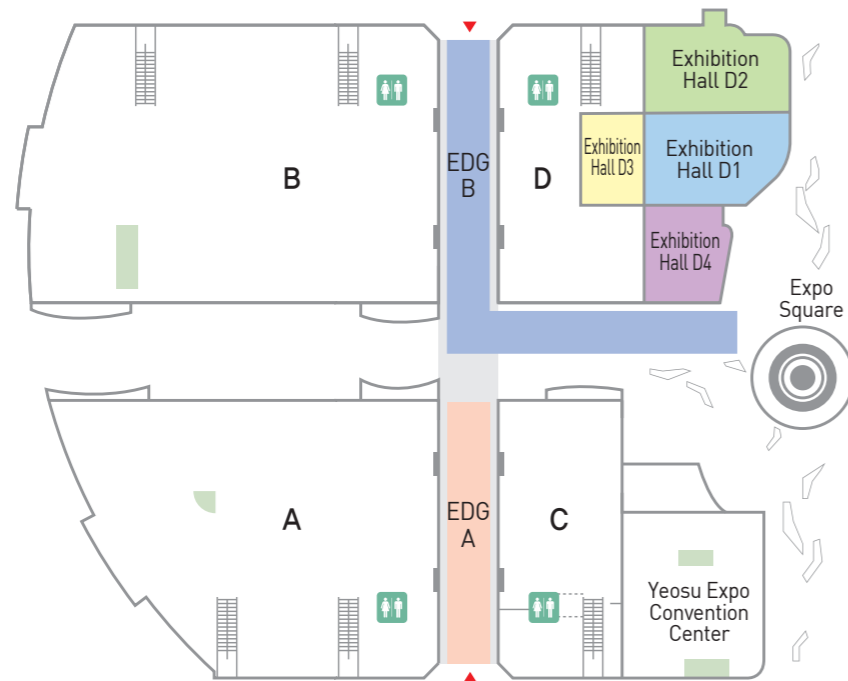 Exhibition
Hall D2
B
EDG
B
D
Exhibition
Hall D3
Exhibition
Hall D1
Exhibition
Hall D4
Expo
Square
A
EDG
A
C
Yeosu Expo
Convention
Center